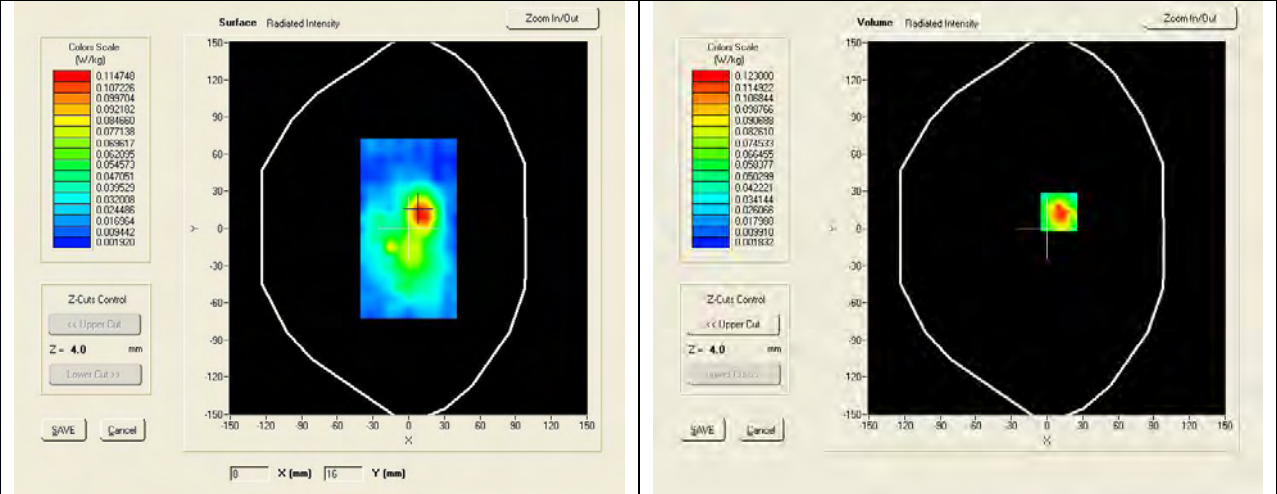 Surface Radiated Intensity
Zoom In/Out
Colors Scale
(W/kg)
0.114748
0.107226
0.099704
0.092182
0.084660
0.077138
0.069617
0.062095
0.054573
0.047051
0.039529
0.032008
0.024486
0.016964
0.009442
0.001920
Z-Cuts Control
<< Upper Cut
Z = 4.0 mm
Lower Cut >>
SAVE
Cancel
150
120
90
60
30
0
-30
-60
-90
-120
-150
Y
-150 -120 -90 -60 -30 0 30 60 90 120 150
X
8 X (mm) 16 Y (mm)
Volume Radiated Intensity
Zoom In/Out
Colors Scale
(W/kg)
0.123000
0.114922
0.106844
0.098766
0.090688
0.082610
0.074533
0.066455
0.058377
0.050299
0.042221
0.034144
0.026066
0.017988
0.009910
0.001832
Z-Cuts Control
<< Upper Cut
Z = 4.0 mm
Lower Cut >>
SAVE
Cancel
150
120
90
60
30
0
-30
-60
-90
-120
-150
Y
-150 -120 -90 -60 -30 0 30 60 90 120 150
X